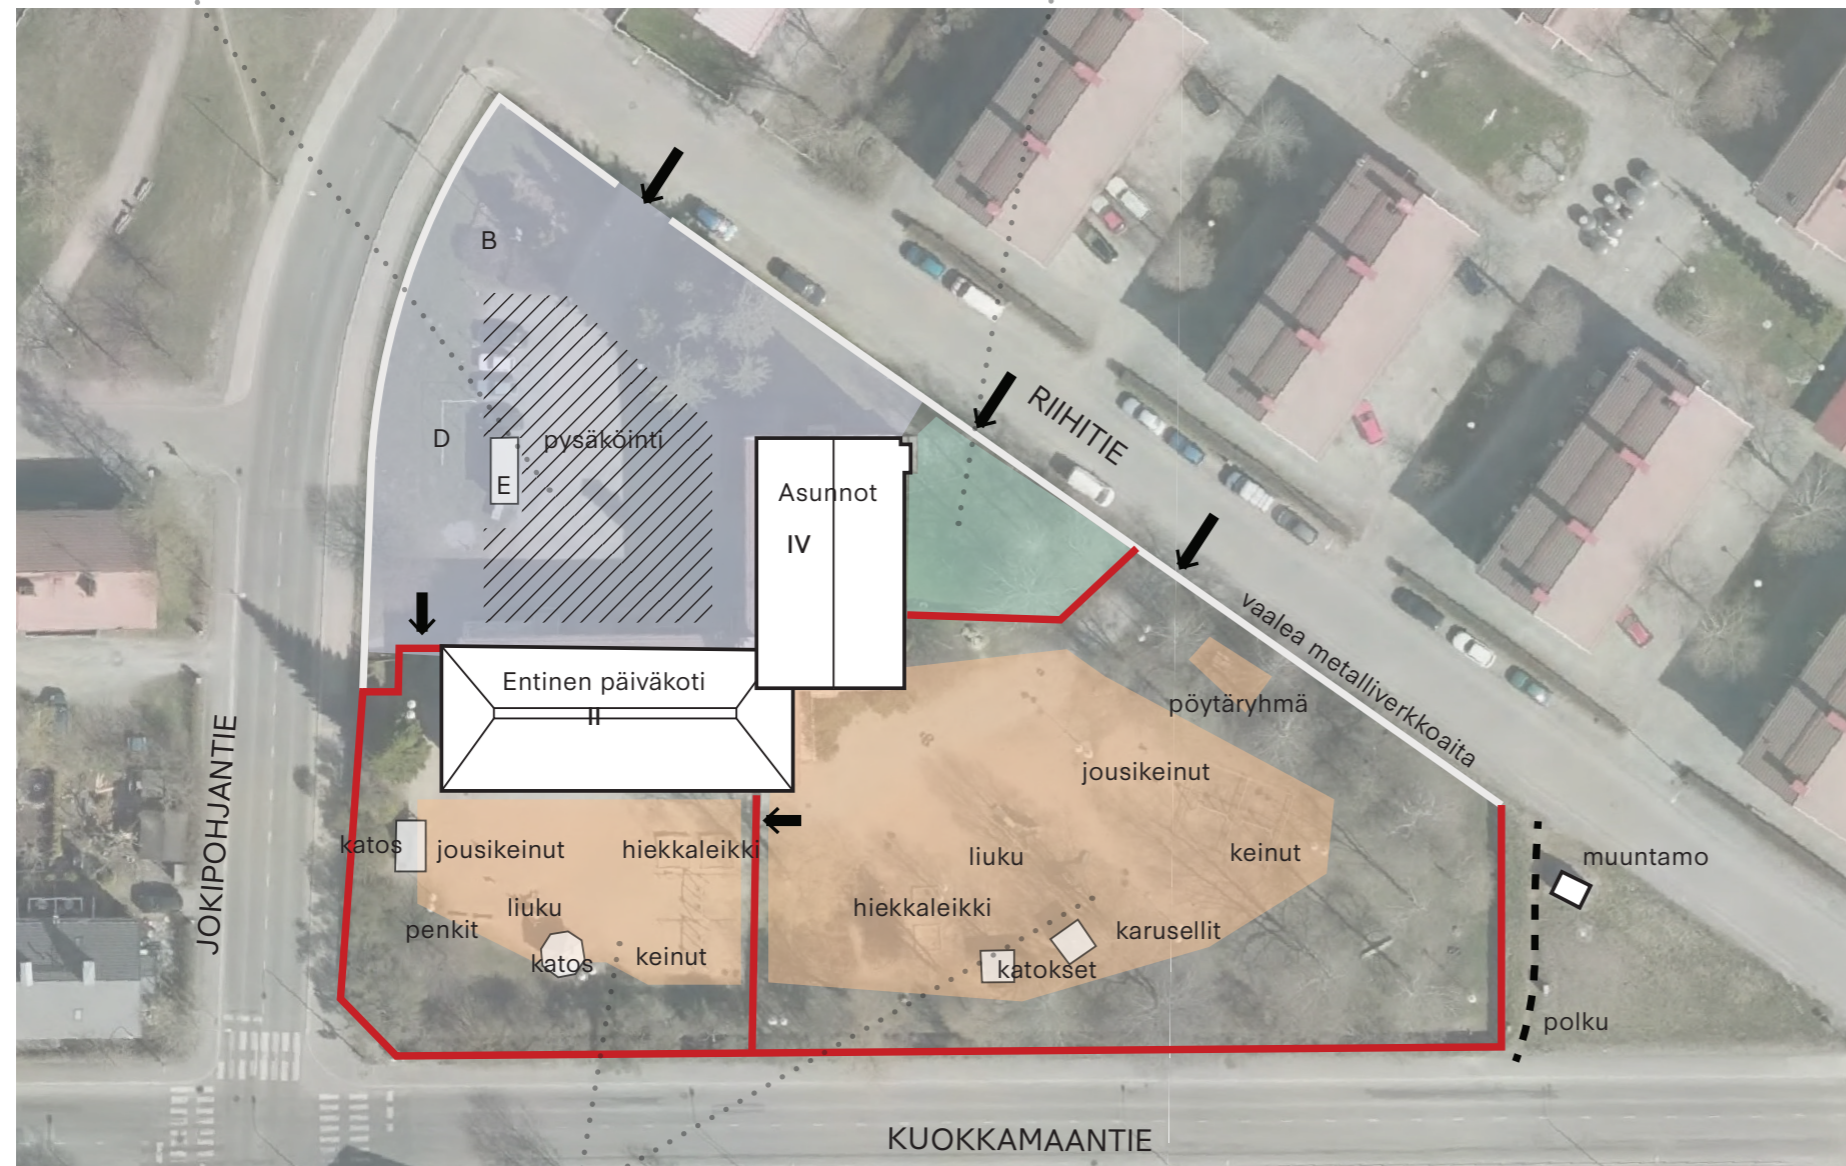 B
RIIHITIE
D
pysäköinti
E
Asunnot
IV
vaalea metalliverkkoaita
Entinen päiväkoti
II
pöytäryhmä
JOKIPOHJANTIE
jousikeinut
katos
jousikeinut
hiekkaleikki
liuku
keinut
muuntamo
liuku
hiekkaleikki
penkit
karusellit
katos
keinut
katokset
polku
KUOKKAMAANTIE